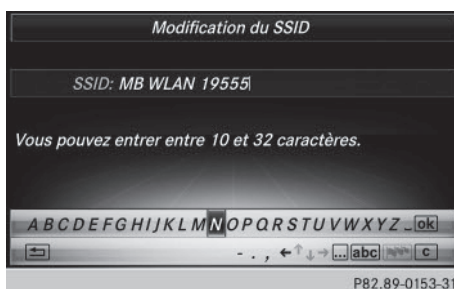 Modification du SSID
SSID: MB WLAN 19555
Vous pouvez entrer entre 10 et 32 caractères.
A B C D E F G H I J K L M N O P Q R S T U V W X Y Z _ ok
- . , ←↑↓→ ... abc c
P82.89-0153-31